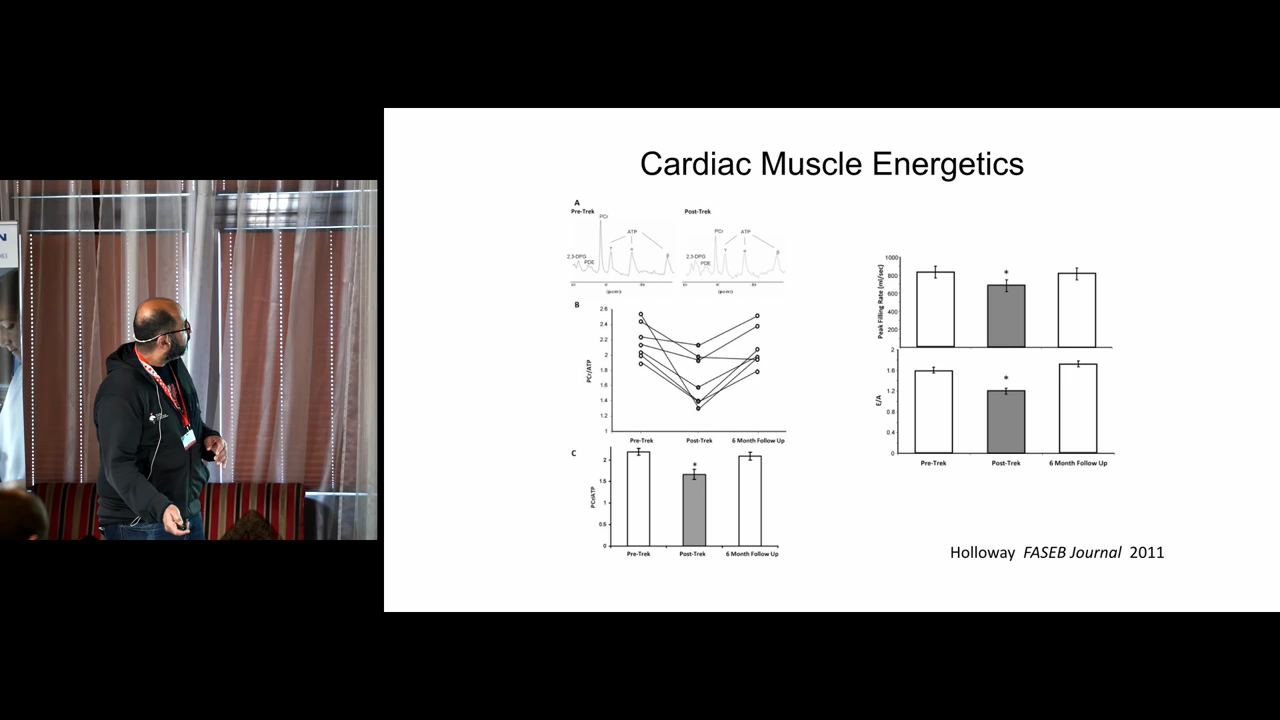 Cardiac Muscle Energetics
A
Pre-Trek
PCr
ATP
γ
α
β
2,3-DPG
PDE
(ppm)
Post-Trek
PCr
ATP
γ
α
β
2,3-DPG
PDE
(ppm)
B
PCr/ATP
2.6
2.4
2.2
2
1.8
1.6
1.4
1.2
1
Pre-Trek Post-Trek 6 Month Follow Up
C
PCr/ATP
2
1.5
1
0.5
0
*
Pre-Trek Post-Trek 6 Month Follow Up
Peak Filling Rate (ml/sec)
1000
800
600
400
200
*
E/A
2
1.6
1.2
0.8
0.4
0
*
Pre-Trek Post-Trek 6 Month Follow Up
Holloway FASEB Journal 2011
N